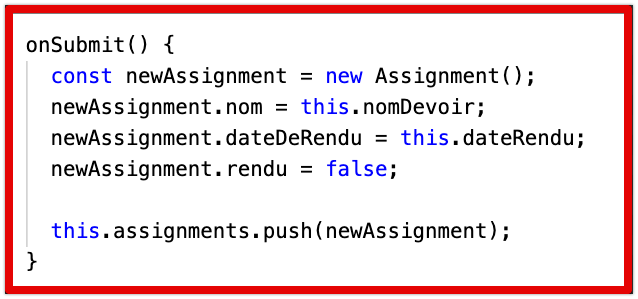 onSubmit() {
  const newAssignment = new Assignment();
  newAssignment.nom = this.nomDevoir;
  newAssignment.dateDeRendu = this.dateRendu;
  newAssignment.rendu = false;

  this.assignments.push(newAssignment);
}